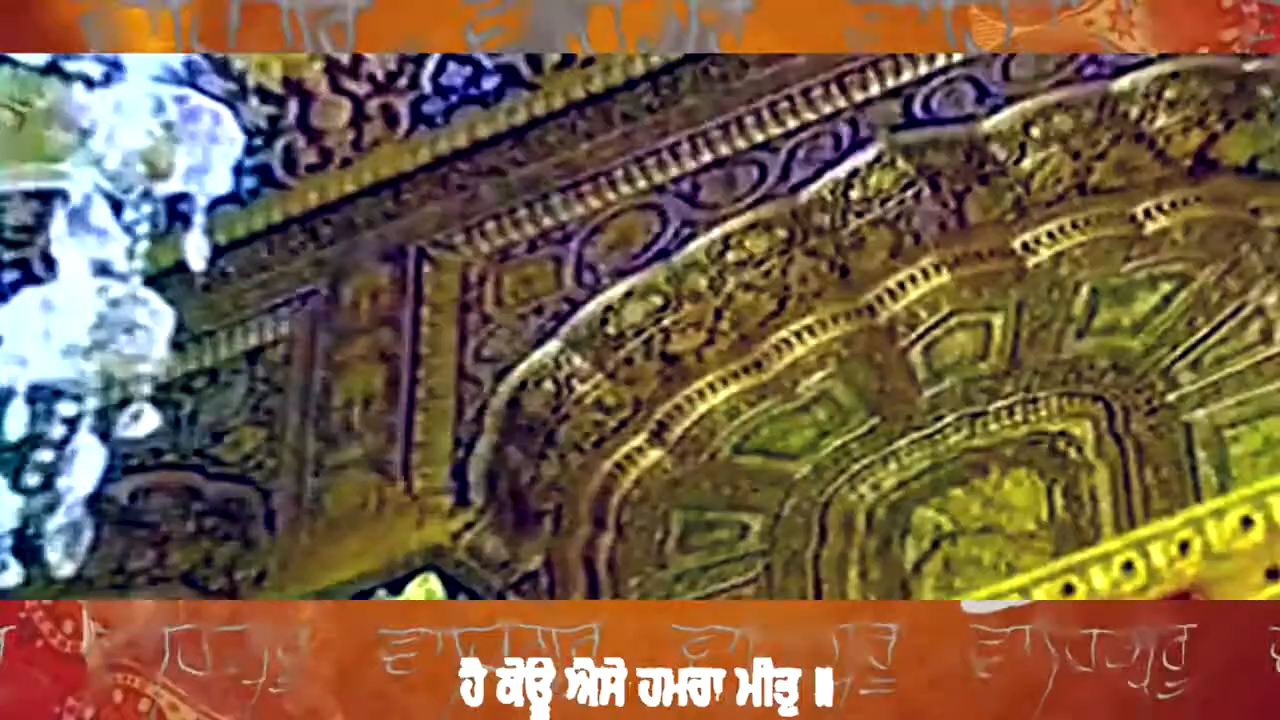 ਵਾਹਿਗੁਰੂ ਵਾਹਿਗੁਰੂ ਵਾਹਿਗੁਰੂ
ਹੈ ਕੋਊ ਐਸੋ ਹਮਰਾ ਮੀਤੁ ॥